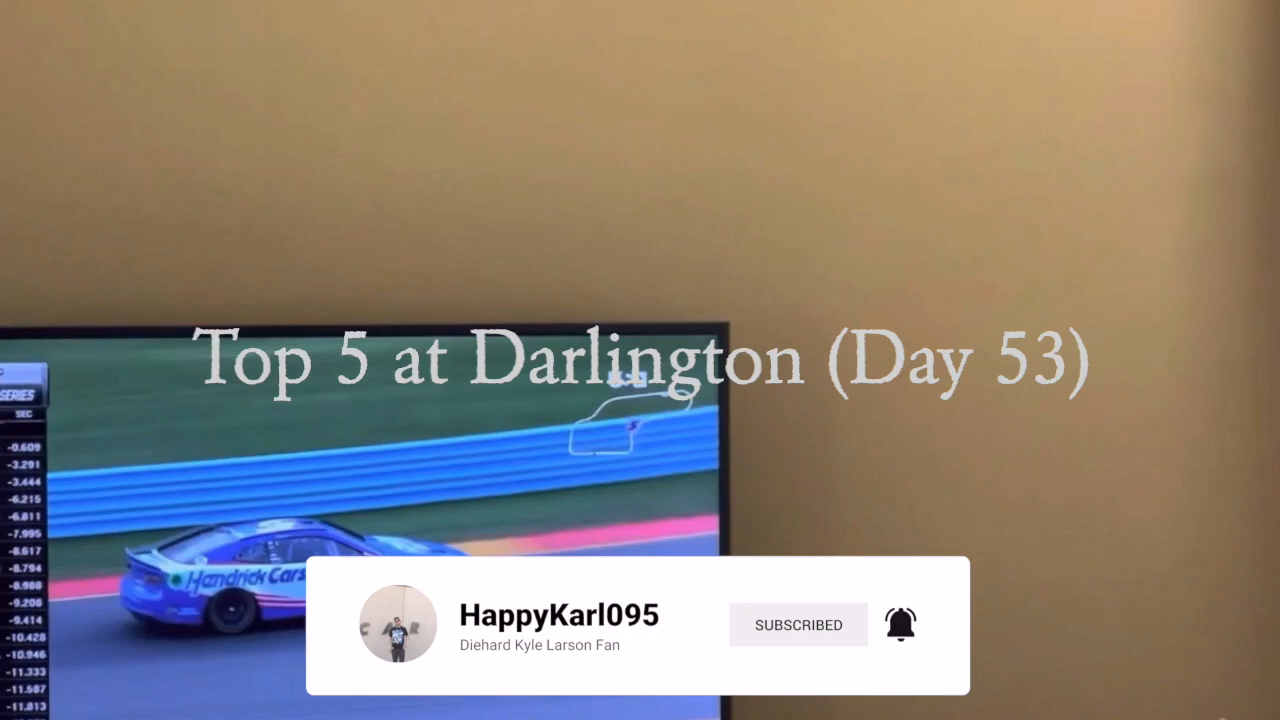 Top 5 at Darlington (Day 53)
SERIES
SEC
-0.609
-3.291
-3.444
-6.215
-6.811
-7.995
-8.617
-8.794
-8.988
-9.208
-9.414
-10.428
-10.946
-11.333
-11.587
-11.813
Hendrick Cars
HappyKarl095
Diehard Kyle Larson Fan
SUBSCRIBED